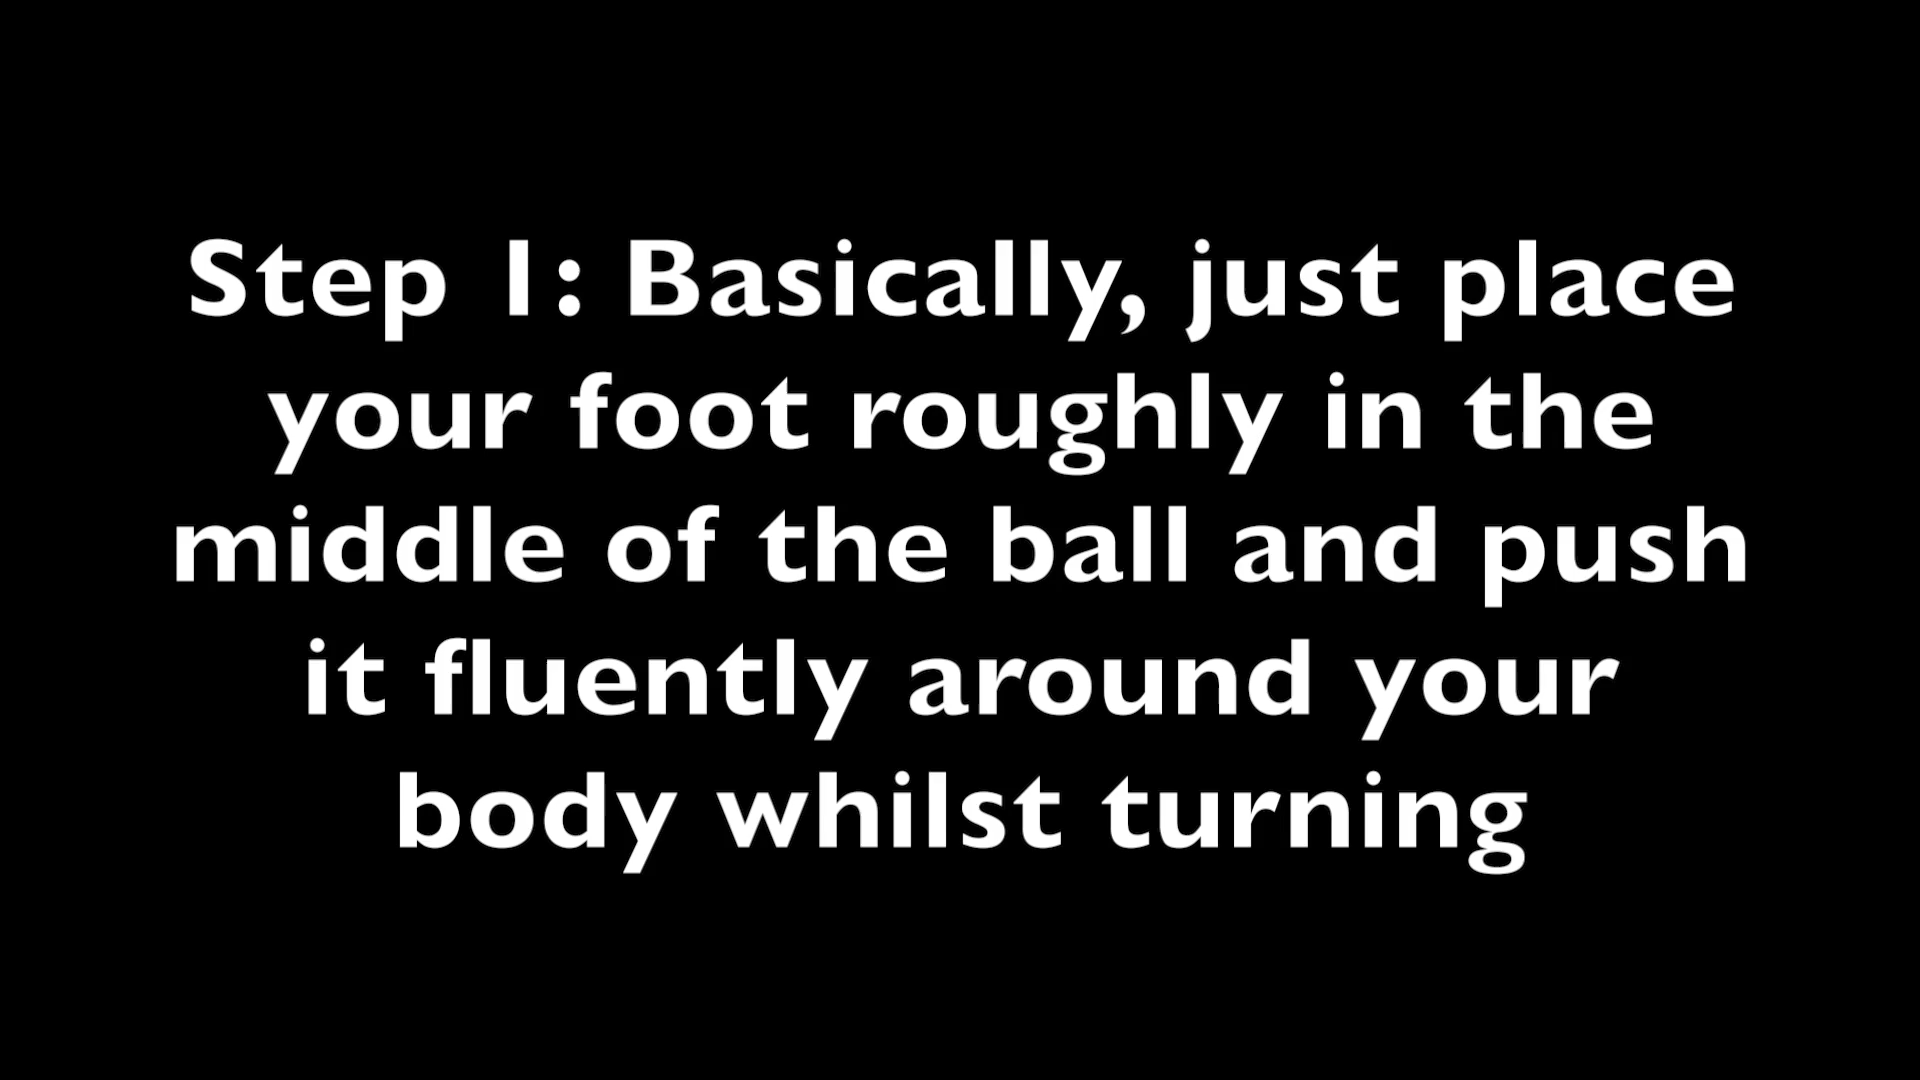 Step 1: Basically, just place
your foot roughly in the
middle of the ball and push
it fluently around your
body whilst turning